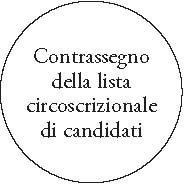 Contrassegno
della lista
circoscrizionale
di candidati